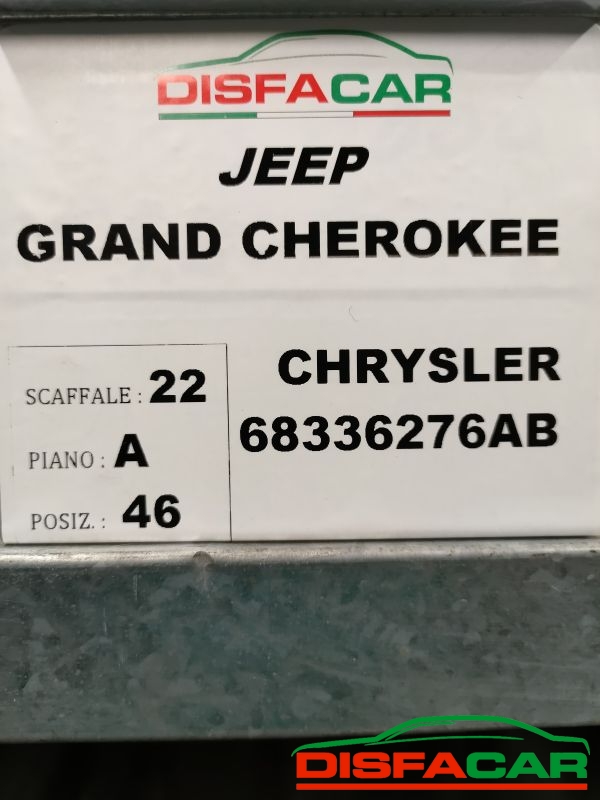 DISFACAR
JEEP
GRAND CHEROKEE
SCAFFALE: 22
PIANO: A
POSIZ.: 46
CHRYSLER
68336276AB
DISFACAR